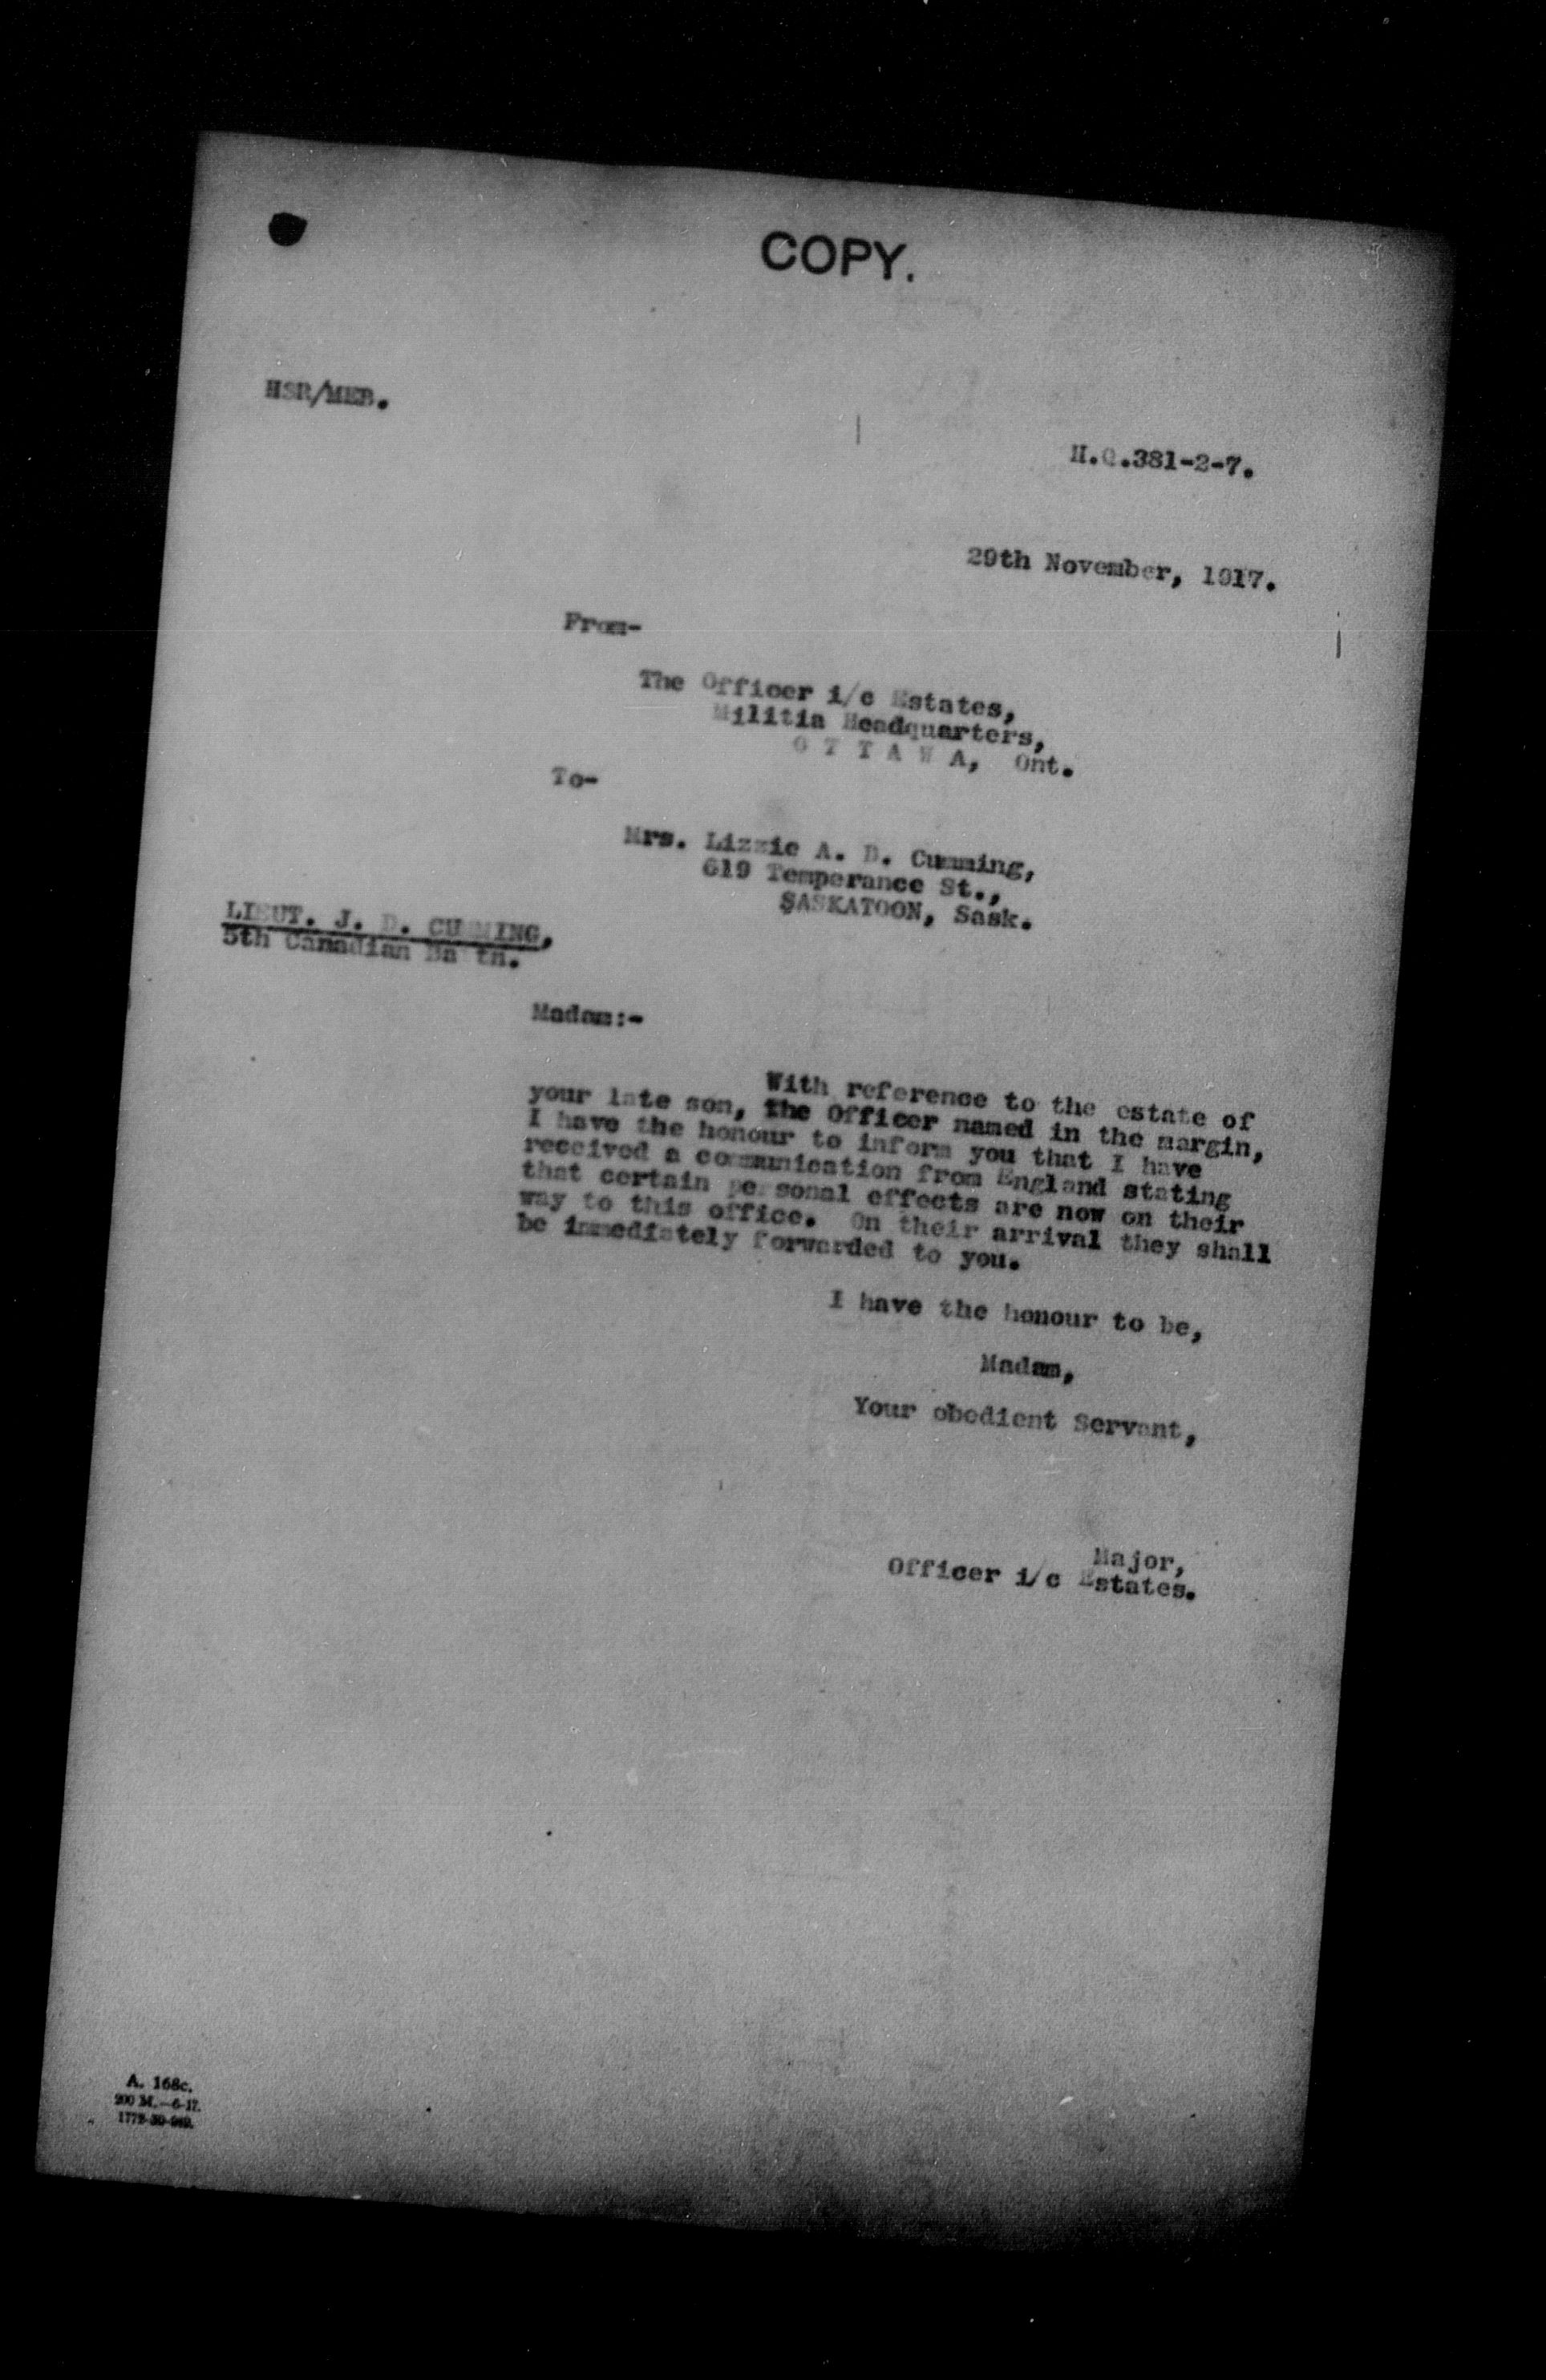 COPY.
HSR/MEB.
H.Q.381-2-7.
29th November, 1917.
From-
The Officer i/c Estates,
Militia Headquarters,
O T T A W A, Ont.
To-
Mrs. Lizzie A. D. Cumming,
619 Temperance St.,
SASKATOON, Sask.
LIEUT. J. D. CUMMING,
5th Canadian Battn.
Madam:-
With reference to the estate of
your late son, the Officer named in the margin,
I have the honour to inform you that I have
received a communication from England stating
that certain personal effects are now on their
way to this office. On their arrival they shall
be immediately forwarded to you.
I have the honour to be,
Madam,
Your obedient Servant,
Major,
Officer i/c Estates.
A. 168c.
200 M.—6-17.